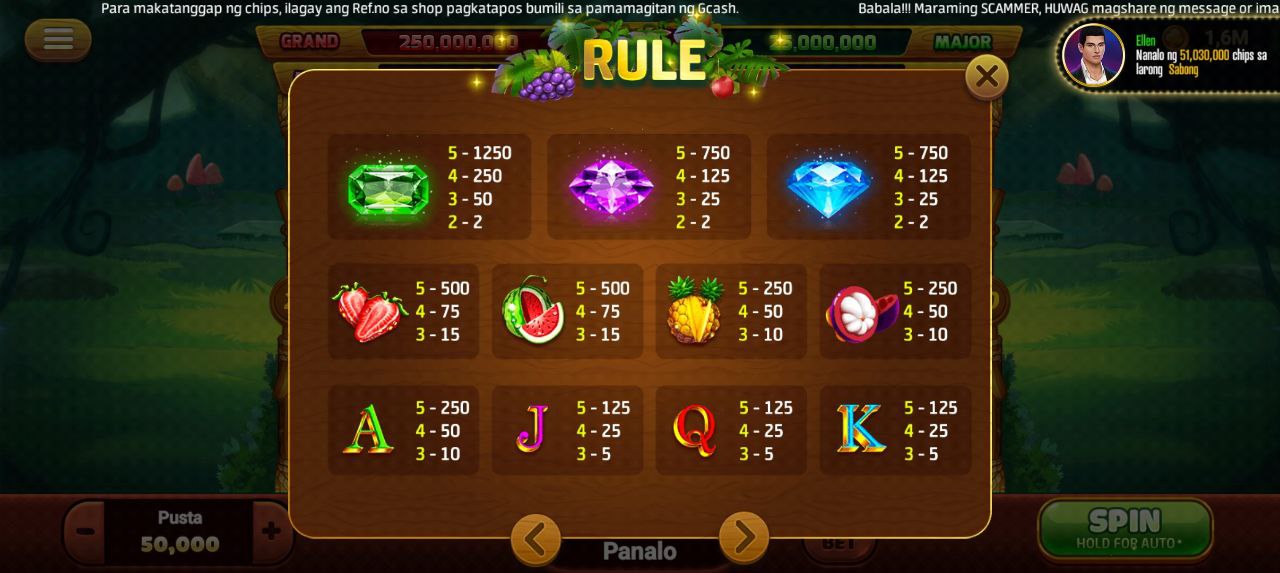 Para makatanggap ng chips, ilagay ang Ref.no sa shop pagkatapos bumili sa pamamagitan ng Gcash.
Babala!!! Maraming SCAMMER, HUWAG magshare ng message or ima
GRAND
250,000,000
RULE
25,000,000
MAJOR
1,6M
Ellen
Nanalo ng 51,030,000 chips sa
larong Sabong
5 - 1250
4 - 250
3 - 50
2 - 2
5 - 750
4 - 125
3 - 25
2 - 2
5 - 750
4 - 125
3 - 25
2 - 2
5 - 500
4 - 75
3 - 15
5 - 500
4 - 75
3 - 15
5 - 250
4 - 50
3 - 10
5 - 250
4 - 50
3 - 10
A
5 - 250
4 - 50
3 - 10
J
5 - 125
4 - 25
3 - 5
Q
5 - 125
4 - 25
3 - 5
K
5 - 125
4 - 25
3 - 5
Pusta
50,000
Panalo
BET
SPIN
HOLD FOR AUTO